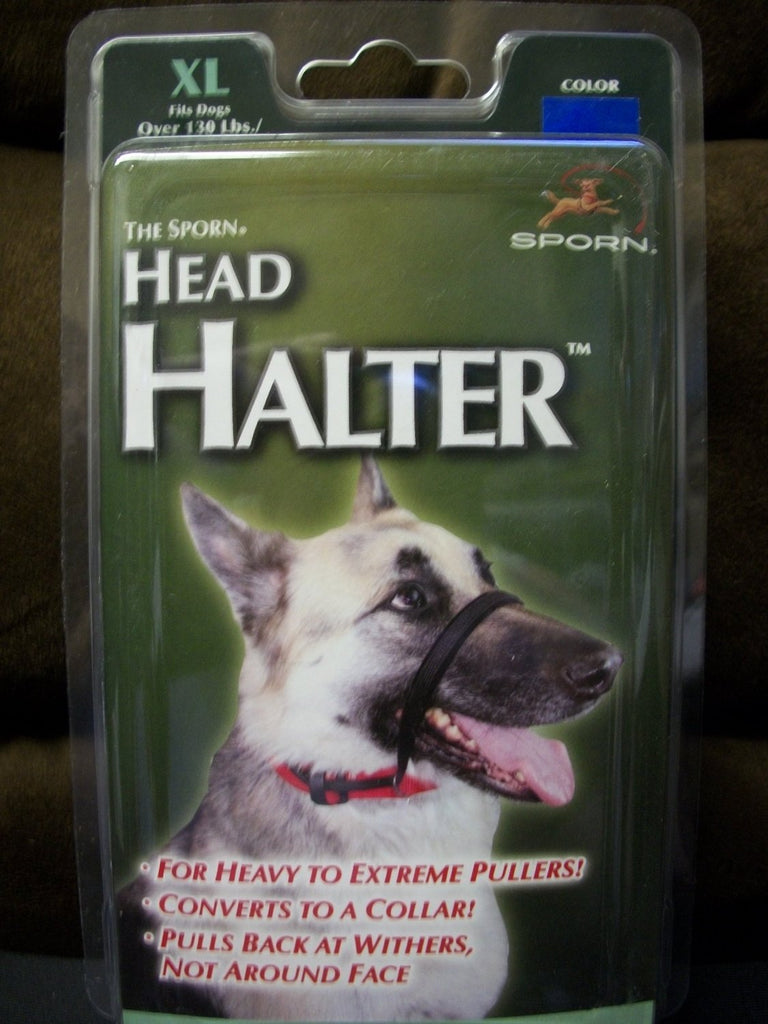 XL
Fits Dogs
Over 130 Lbs./
COLOR
SPORN®
THE SPORN®
HEAD
HALTER™
• FOR HEAVY TO EXTREME PULLERS!
• CONVERTS TO A COLLAR!
• PULLS BACK AT WITHERS,
NOT AROUND FACE